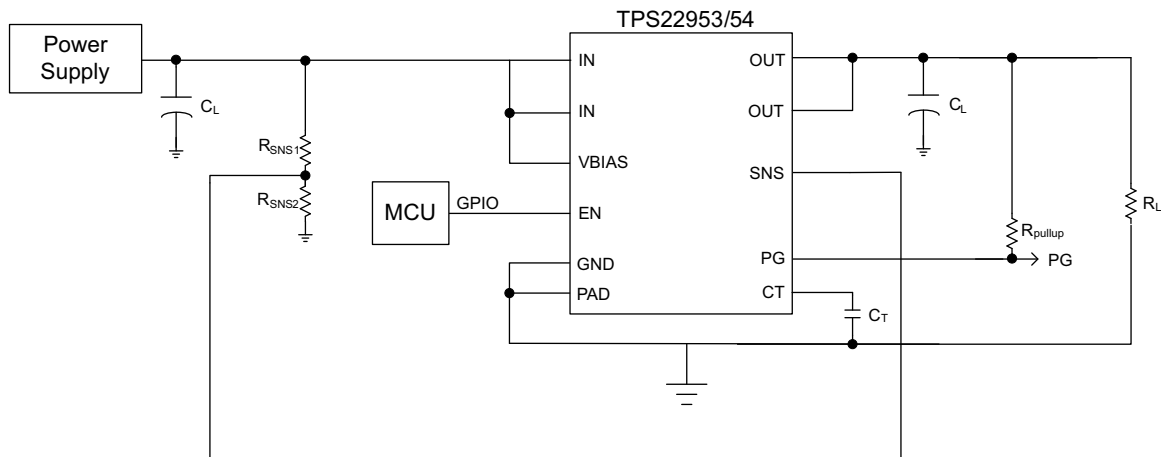 TPS22953/54
Power
Supply
IN
OUT
CL
IN
OUT
CL
RSNS1
VBIAS
SNS
RSNS2
MCU
GPIO
EN
RL
Rpullup
GND
PG
PG
PAD
CT
CT